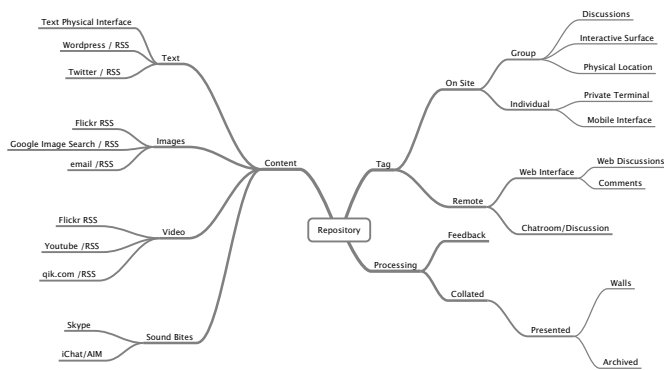 Text Physical Interface
Wordpress / RSS
Twitter / RSS
Text
Flickr RSS
Google Image Search / RSS
email /RSS
Images
Flickr RSS
Youtube /RSS
qik.com /RSS
Video
Skype
iChat/AIM
Sound Bites
Content
Repository
Tag
On Site
Group
Discussions
Interactive Surface
Physical Location
Individual
Private Terminal
Mobile Interface
Remote
Web Interface
Web Discussions
Comments
Chatroom/Discussion
Processing
Feedback
Collated
Presented
Walls
Archived